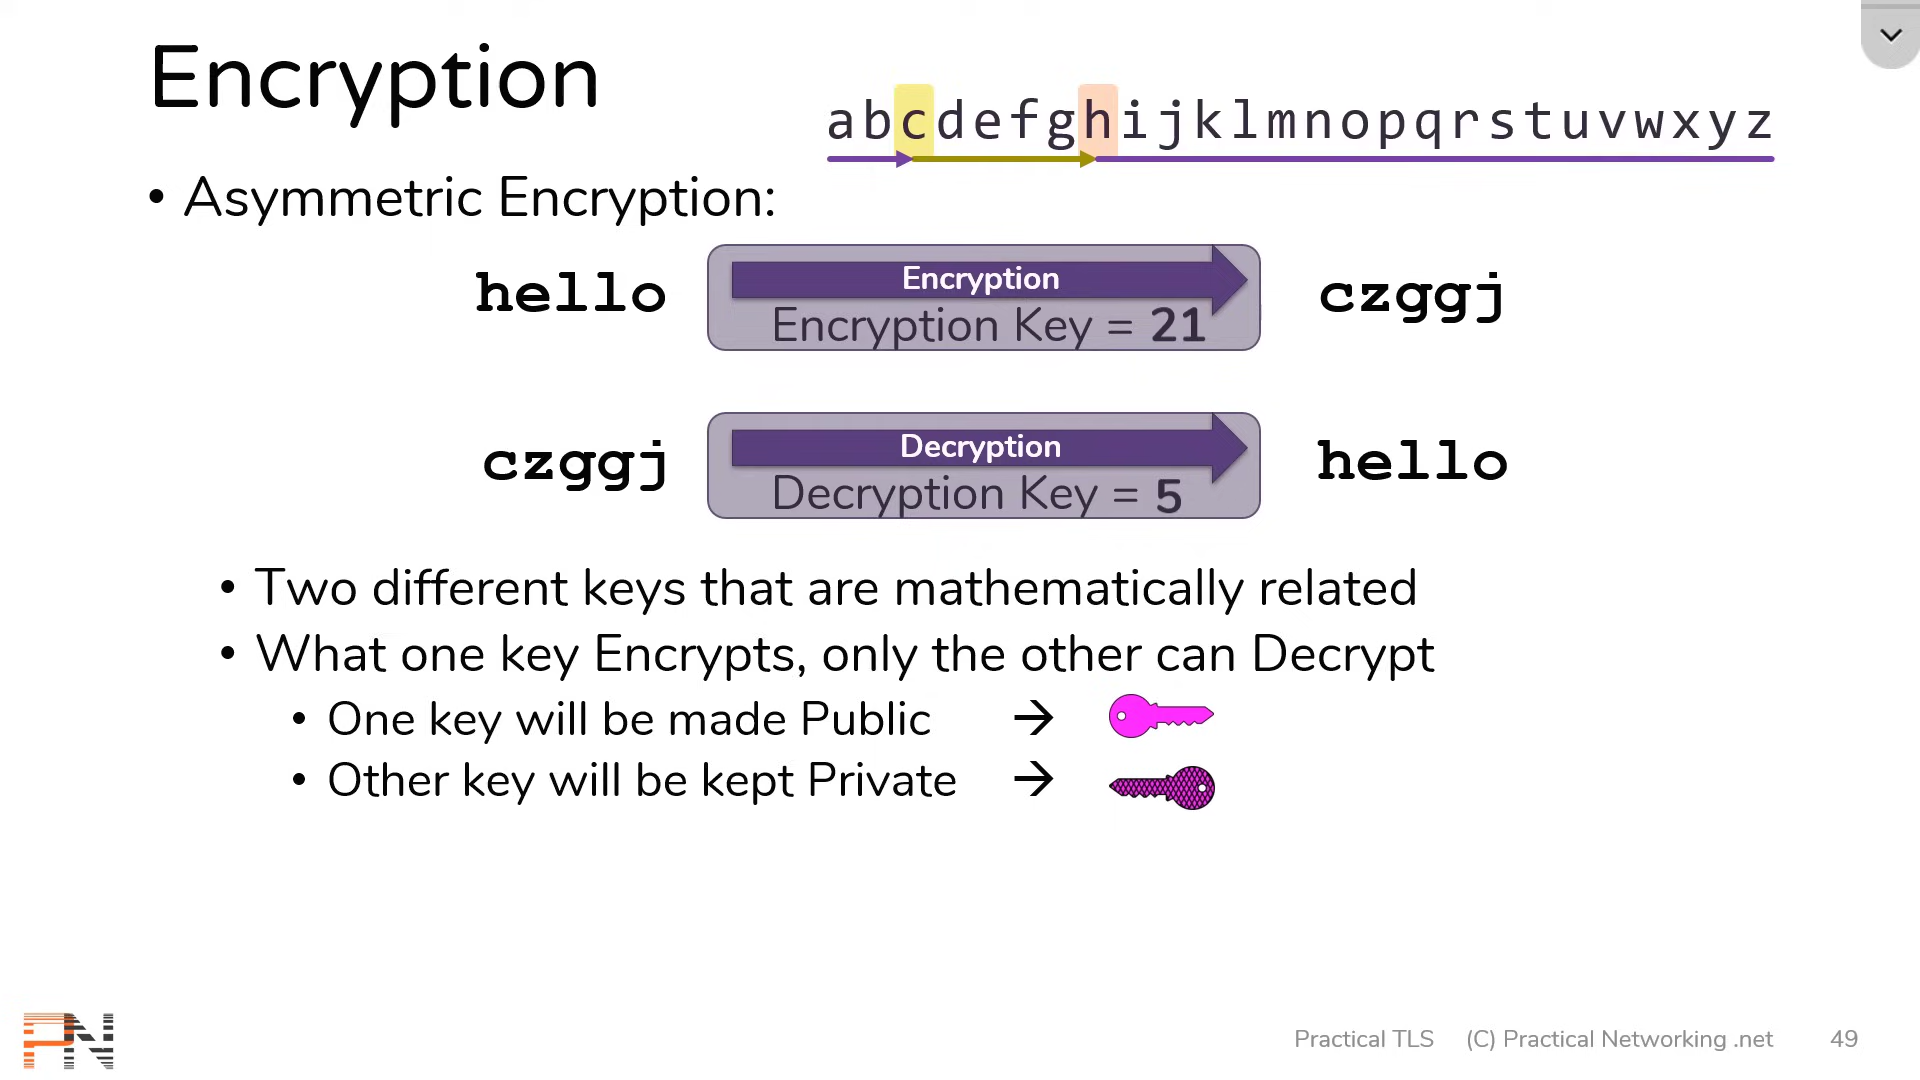 Encryption
abcdefghijklmnopqrstuvwxyz
• Asymmetric Encryption:
hello
Encryption
Encryption Key = 21
czggj
czggj
Decryption
Decryption Key = 5
hello
• Two different keys that are mathematically related
• What one key Encrypts, only the other can Decrypt
• One key will be made Public →
• Other key will be kept Private →
PN
Practical TLS (C) Practical Networking .net 49